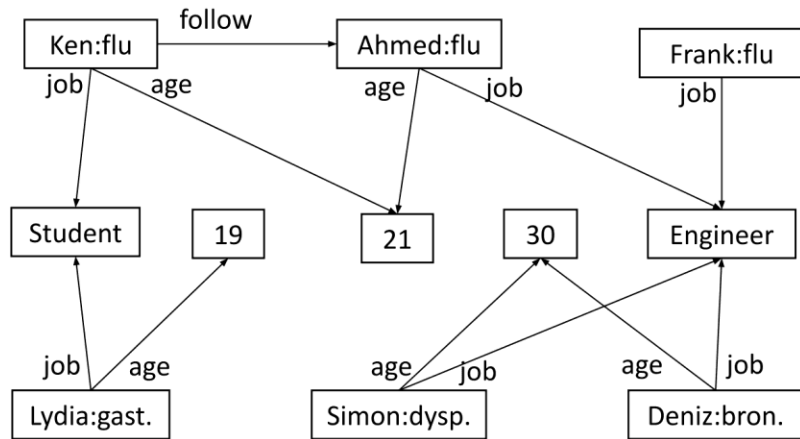 follow
Ken:flu
Ahmed:flu
Frank:flu
job
age
age
job
job
Student
19
21
30
Engineer
job
age
age
job
age
job
Lydia:gast.
Simon:dysp.
Deniz:bron.